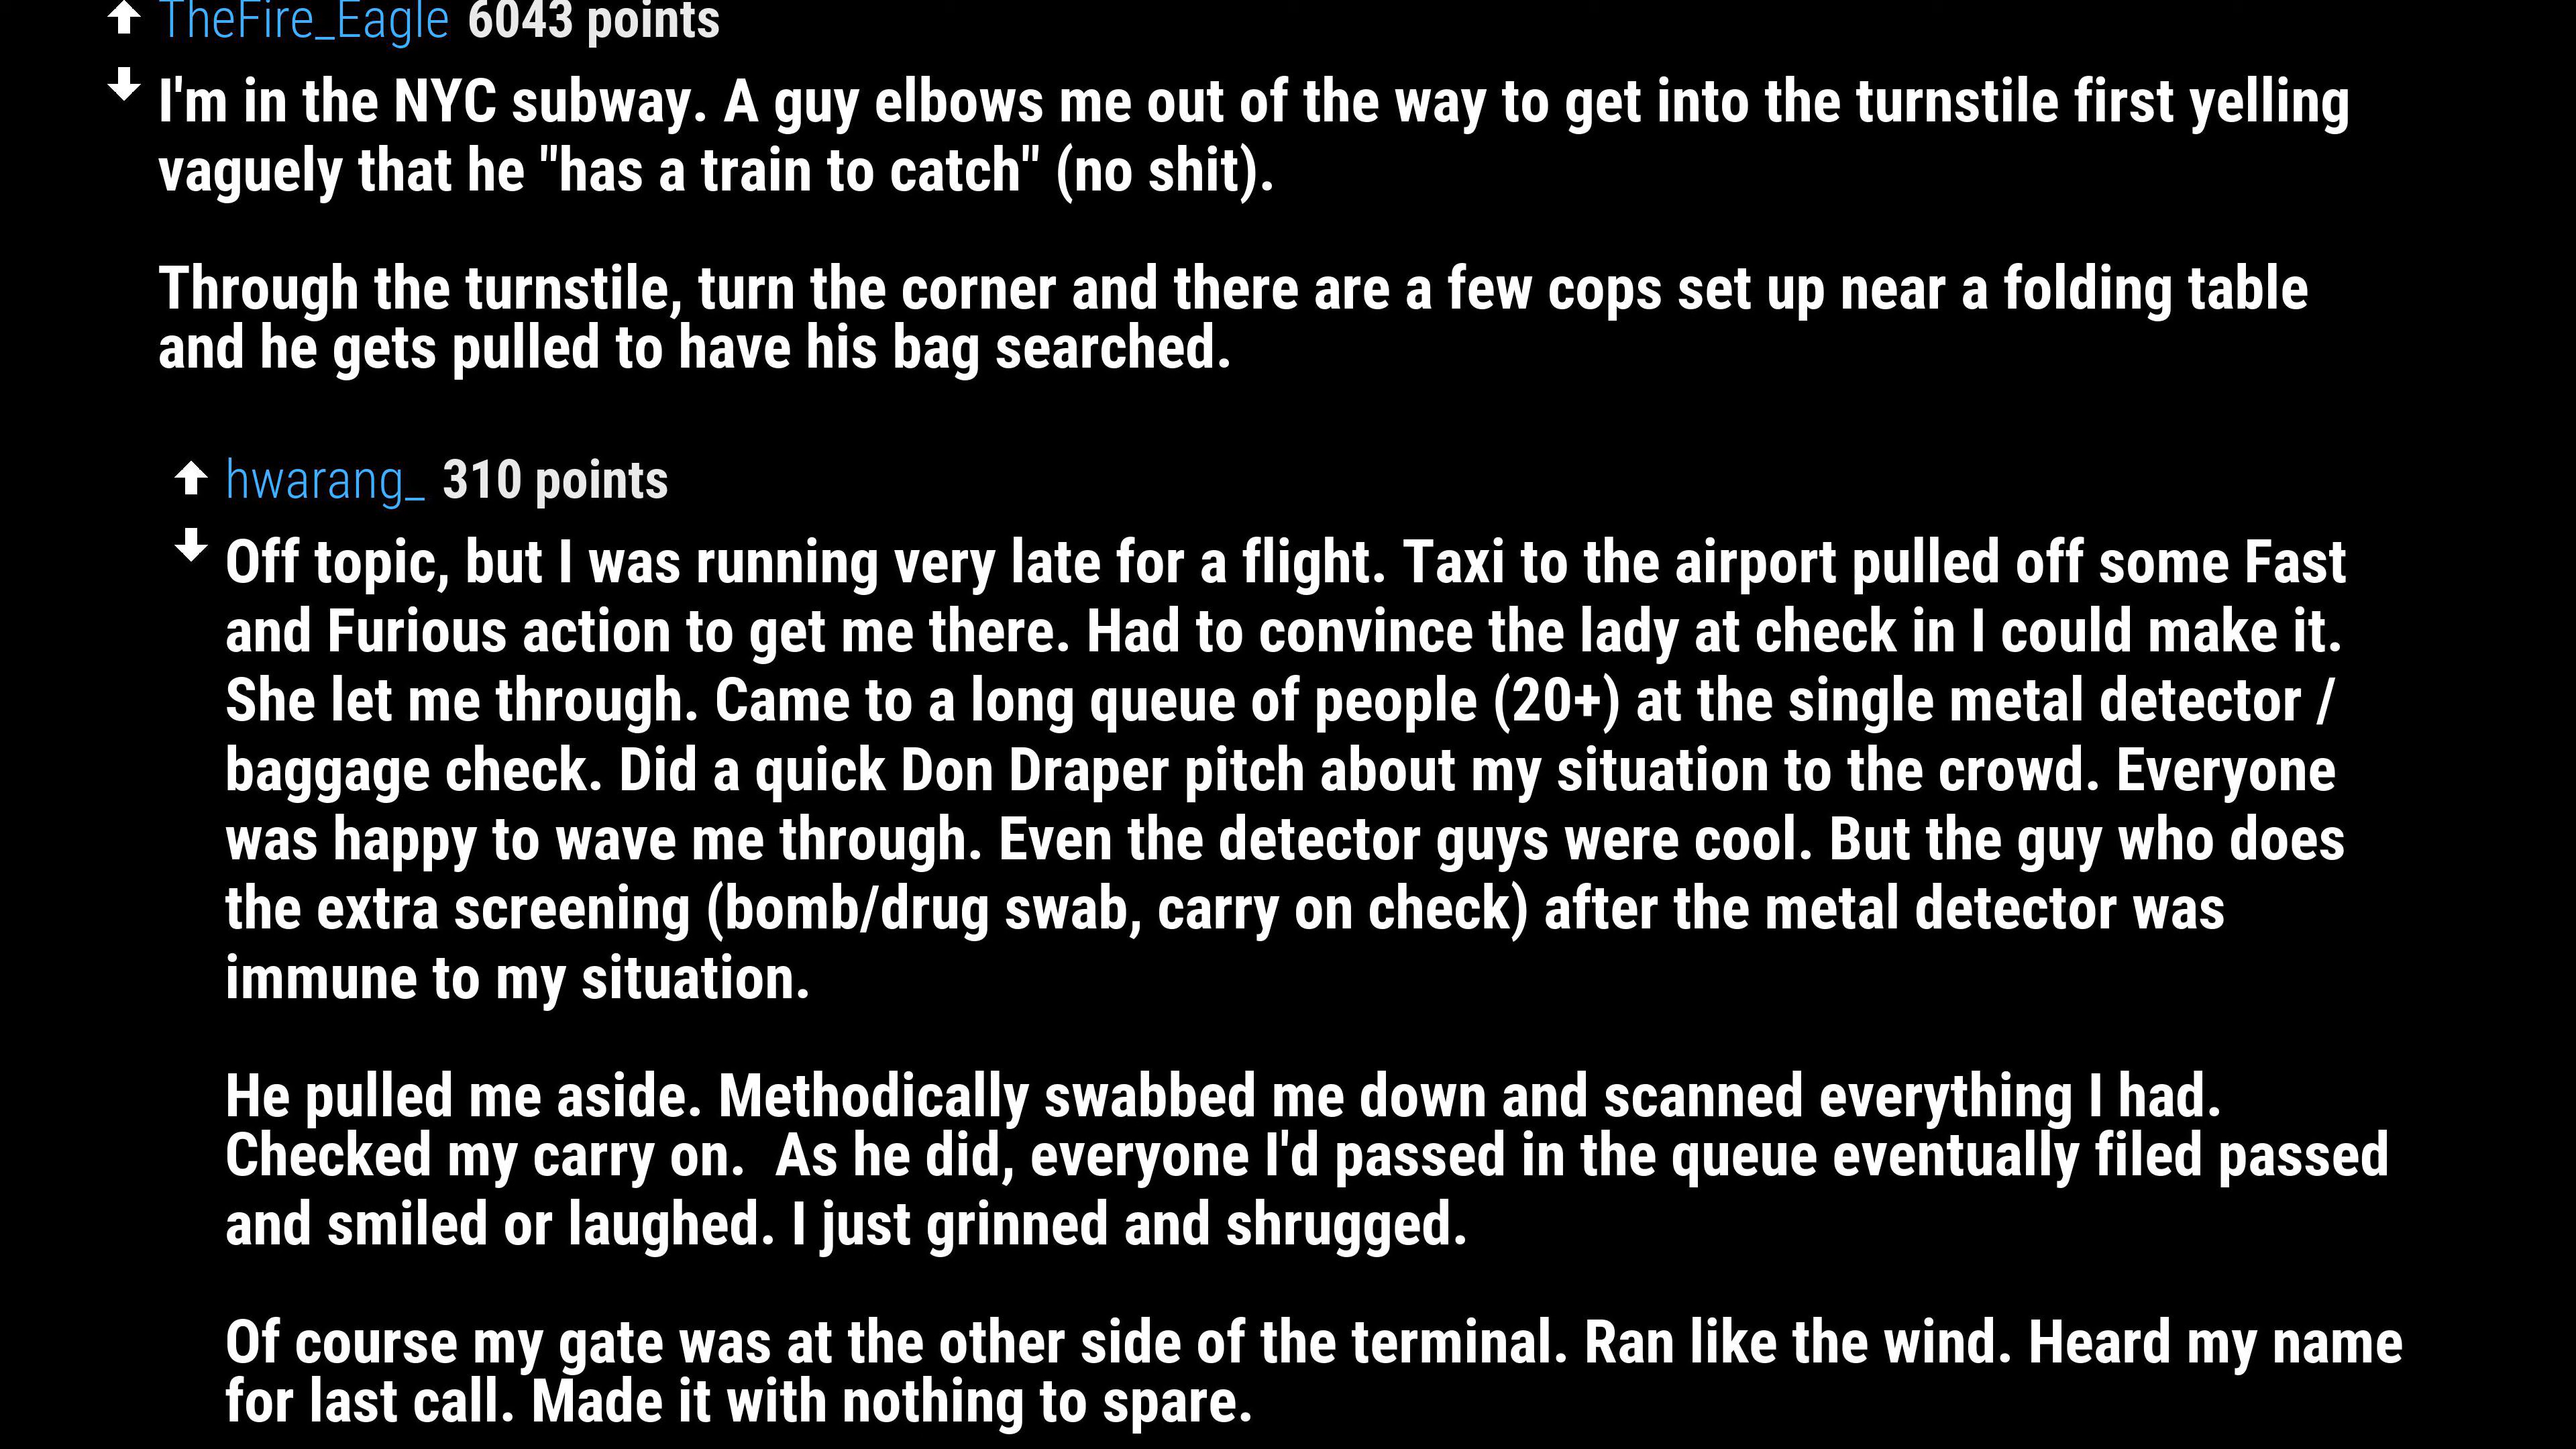 TheFire_Eagle 6043 points
I'm in the NYC subway. A guy elbows me out of the way to get into the turnstile first yelling
vaguely that he "has a train to catch" (no shit).
Through the turnstile, turn the corner and there are a few cops set up near a folding table
and he gets pulled to have his bag searched.
hwarang_ 310 points
Off topic, but I was running very late for a flight. Taxi to the airport pulled off some Fast
and Furious action to get me there. Had to convince the lady at check in I could make it.
She let me through. Came to a long queue of people (20+) at the single metal detector /
baggage check. Did a quick Don Draper pitch about my situation to the crowd. Everyone
was happy to wave me through. Even the detector guys were cool. But the guy who does
the extra screening (bomb/drug swab, carry on check) after the metal detector was
immune to my situation.
He pulled me aside. Methodically swabbed me down and scanned everything I had.
Checked my carry on.  As he did, everyone I'd passed in the queue eventually filed passed
and smiled or laughed. I just grinned and shrugged.
Of course my gate was at the other side of the terminal. Ran like the wind. Heard my name
for last call. Made it with nothing to spare.